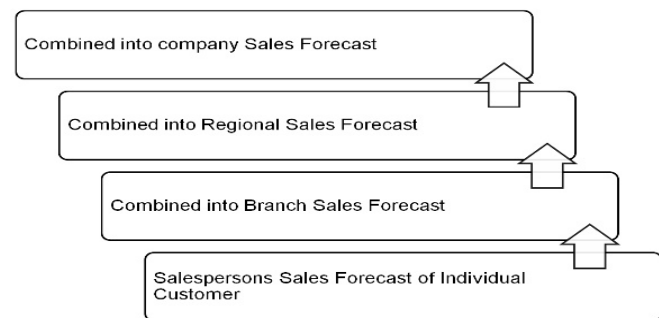 Combined into company Sales Forecast
Combined into Regional Sales Forecast
Combined into Branch Sales Forecast
Salespersons Sales Forecast of Individual
Customer